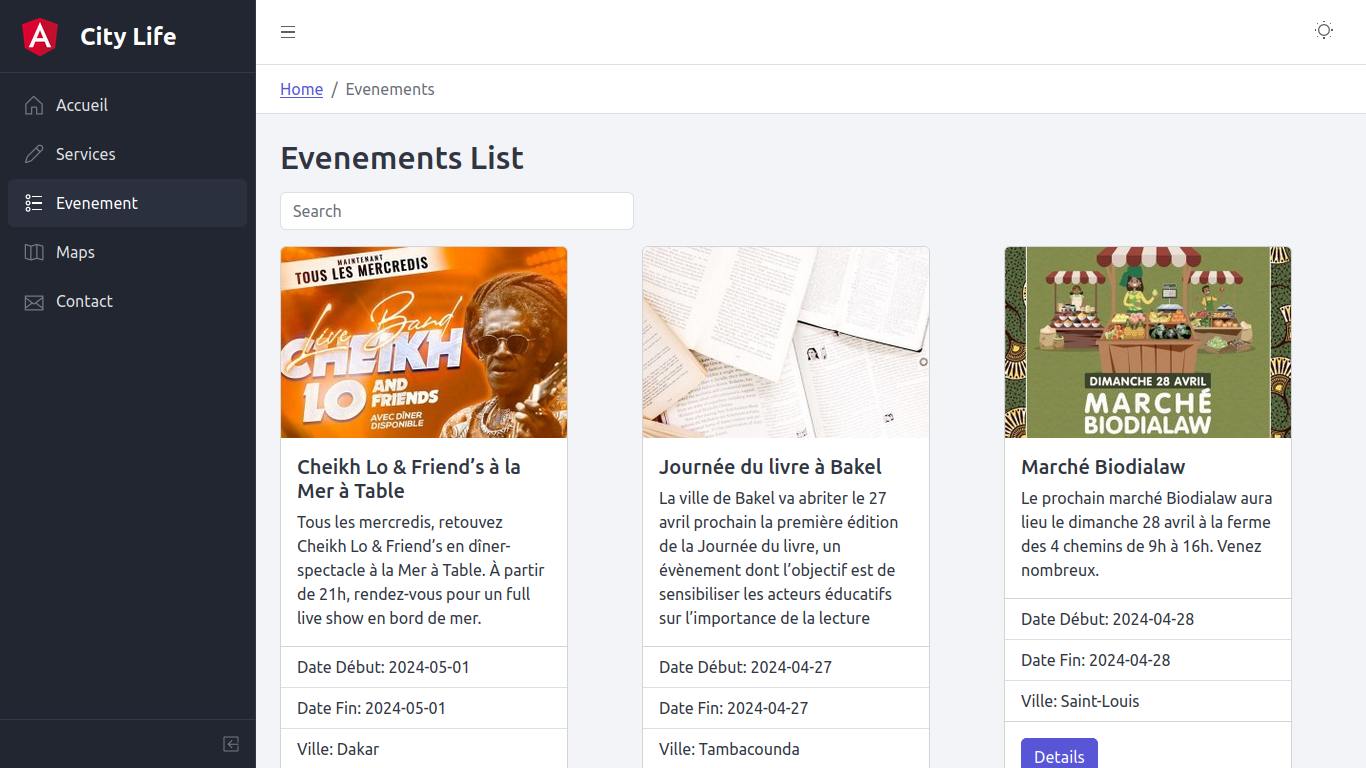 City Life
Accueil
Services
Evenement
Maps
Contact
Home / Evenements
Evenements List
Search
MAINTENANT
TOUS LES MERCREDIS
Live Band
CHEIKH
LO AND
FRIENDS
AVEC DÎNER
DISPONIBLE
Cheikh Lo & Friend’s à la
Mer à Table
Tous les mercredis, retouvez
Cheikh Lo & Friend’s en dîner-
spectacle à la Mer à Table. À partir
de 21h, rendez-vous pour un full
live show en bord de mer.
Date Début: 2024-05-01
Date Fin: 2024-05-01
Ville: Dakar
Journée du livre à Bakel
La ville de Bakel va abriter le 27
avril prochain la première édition
de la Journée du livre, un
évènement dont l’objectif est de
sensibiliser les acteurs éducatifs
sur l’importance de la lecture
Date Début: 2024-04-27
Date Fin: 2024-04-27
Ville: Tambacounda
DIMANCHE 28 AVRIL
MARCHÉ
BIODIALAW
Marché Biodialaw
Le prochain marché Biodialaw aura
lieu le dimanche 28 avril à la ferme
des 4 chemins de 9h à 16h. Venez
nombreux.
Date Début: 2024-04-28
Date Fin: 2024-04-28
Ville: Saint-Louis
Details